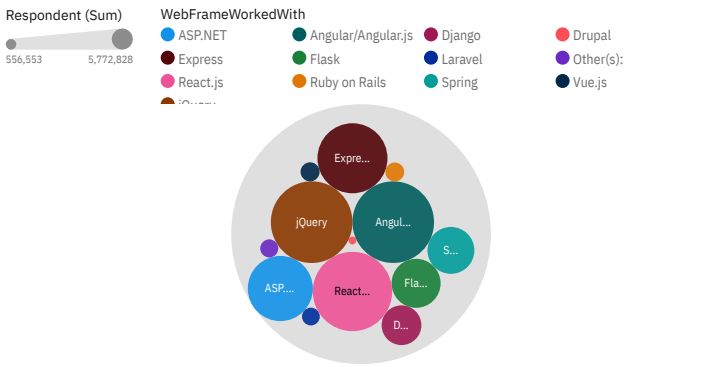 Respondent (Sum)
556,553 5,772,828
WebFrameWorkedWith
ASP.NET Angular/Angular.js Django Drupal
Express Flask Laravel Other(s):
React.js Ruby on Rails Spring Vue.js
jQuery
Expre...
jQuery Angul...
S...
ASP.... React... Fla...
D...